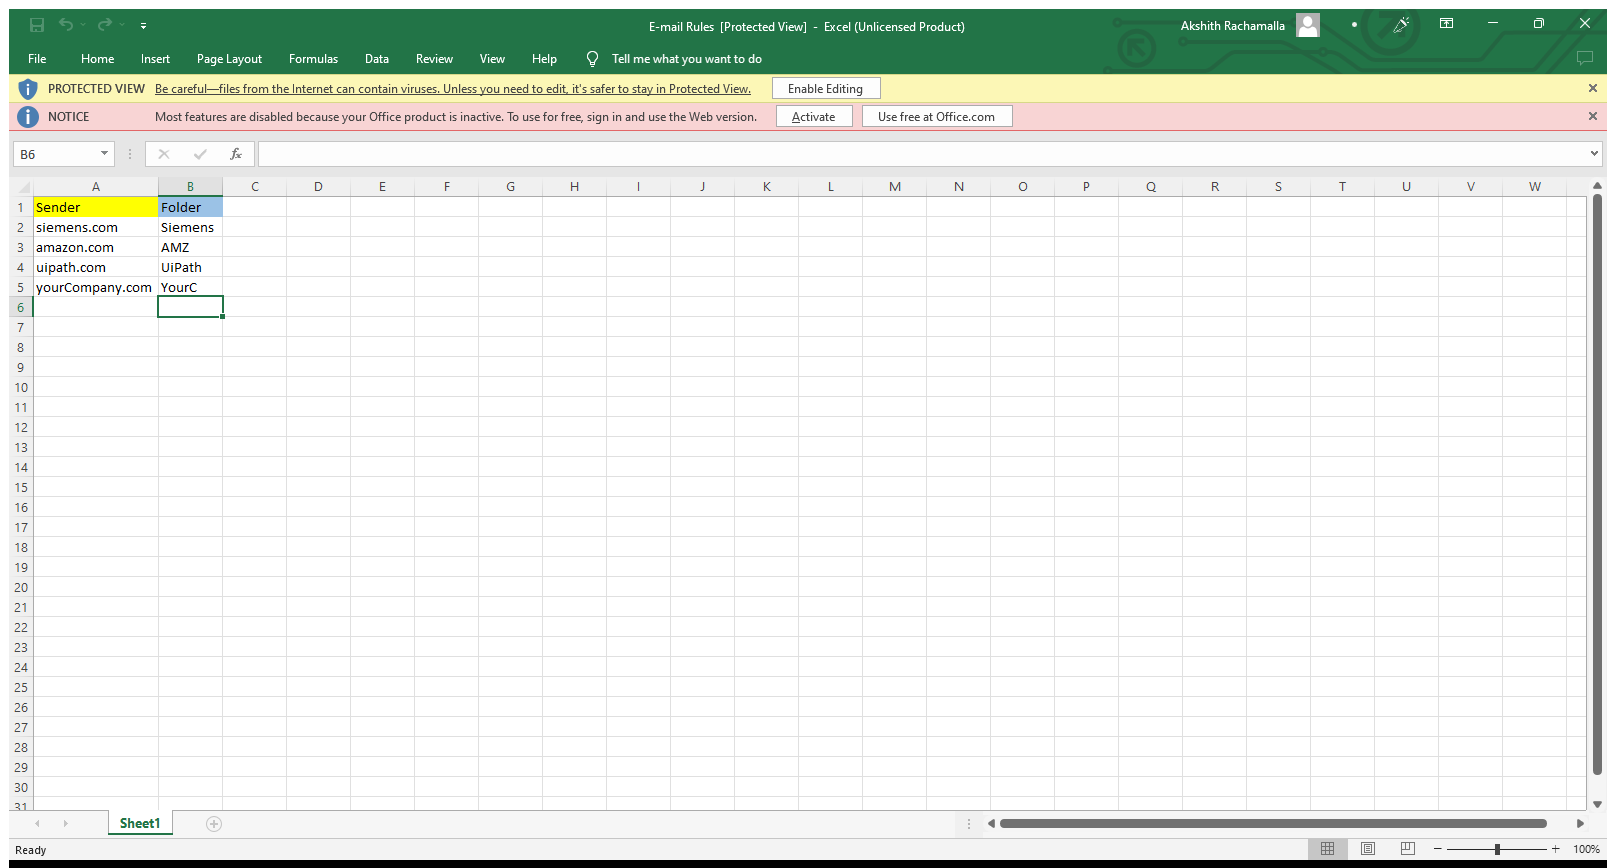 E-mail Rules [Protected View] - Excel (Unlicensed Product)
Akshith Rachamalla
File Home Insert Page Layout Formulas Data Review View Help Tell me what you want to do
PROTECTED VIEW Be careful—files from the Internet can contain viruses. Unless you need to edit, it's safer to stay in Protected View. Enable Editing
NOTICE Most features are disabled because your Office product is inactive. To use for free, sign in and use the Web version. Activate Use free at Office.com
B6 fx
A B C D E F G H I J K L M N O P Q R S T U V W
1 Sender Folder
2 siemens.com Siemens
3 amazon.com AMZ
4 uipath.com UiPath
5 yourCompany.com YourC
6
7
8
9
10
11
12
13
14
15
16
17
18
19
20
21
22
23
24
25
26
27
28
29
30
31
Sheet1
Ready 100%